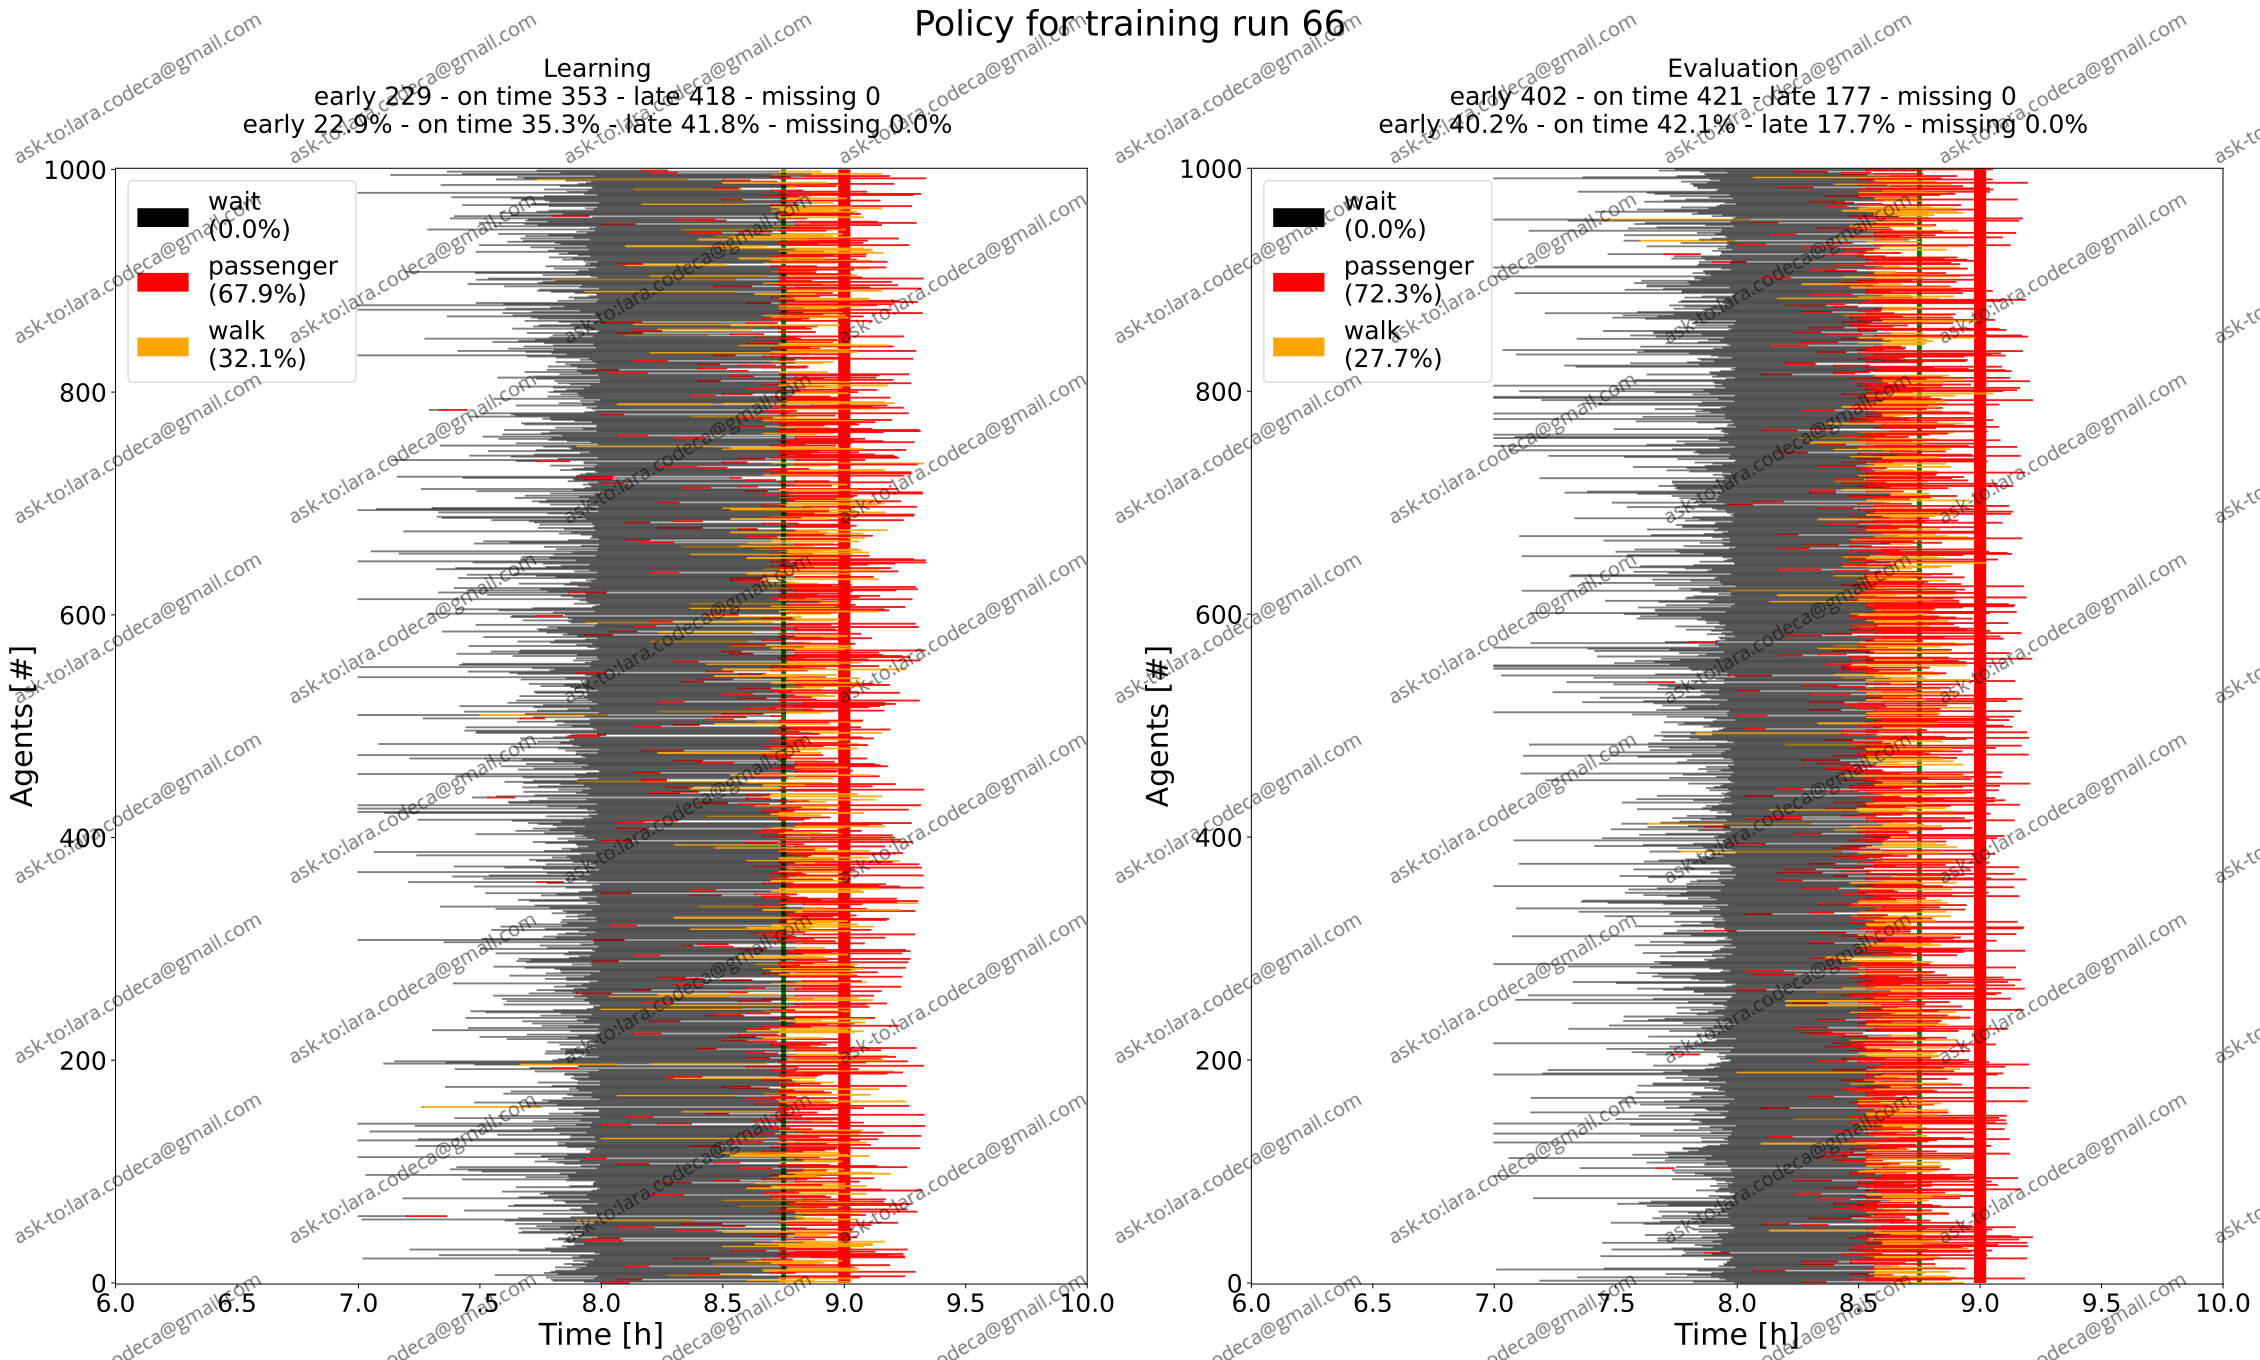 Policy for training run 66
Learning
early 229 - on time 353 - late 418 - missing 0
early 22.9% - on time 35.3% - late 41.8% - missing 0.0%
wait
(0.0%)
passenger
(67.9%)
walk
(32.1%)
1000
800
600
400
200
0
Agents [#]
6.0 6.5 7.0 7.5 8.0 8.5 9.0 9.5 10.0
Time [h]
Evaluation
early 402 - on time 421 - late 177 - missing 0
early 40.2% - on time 42.1% - late 17.7% - missing 0.0%
wait
(0.0%)
passenger
(72.3%)
walk
(27.7%)
1000
800
600
400
200
0
Agents [#]
6.0 6.5 7.0 7.5 8.0 8.5 9.0 9.5 10.0
Time [h]
ask-to:lara.codeca@gmail.com